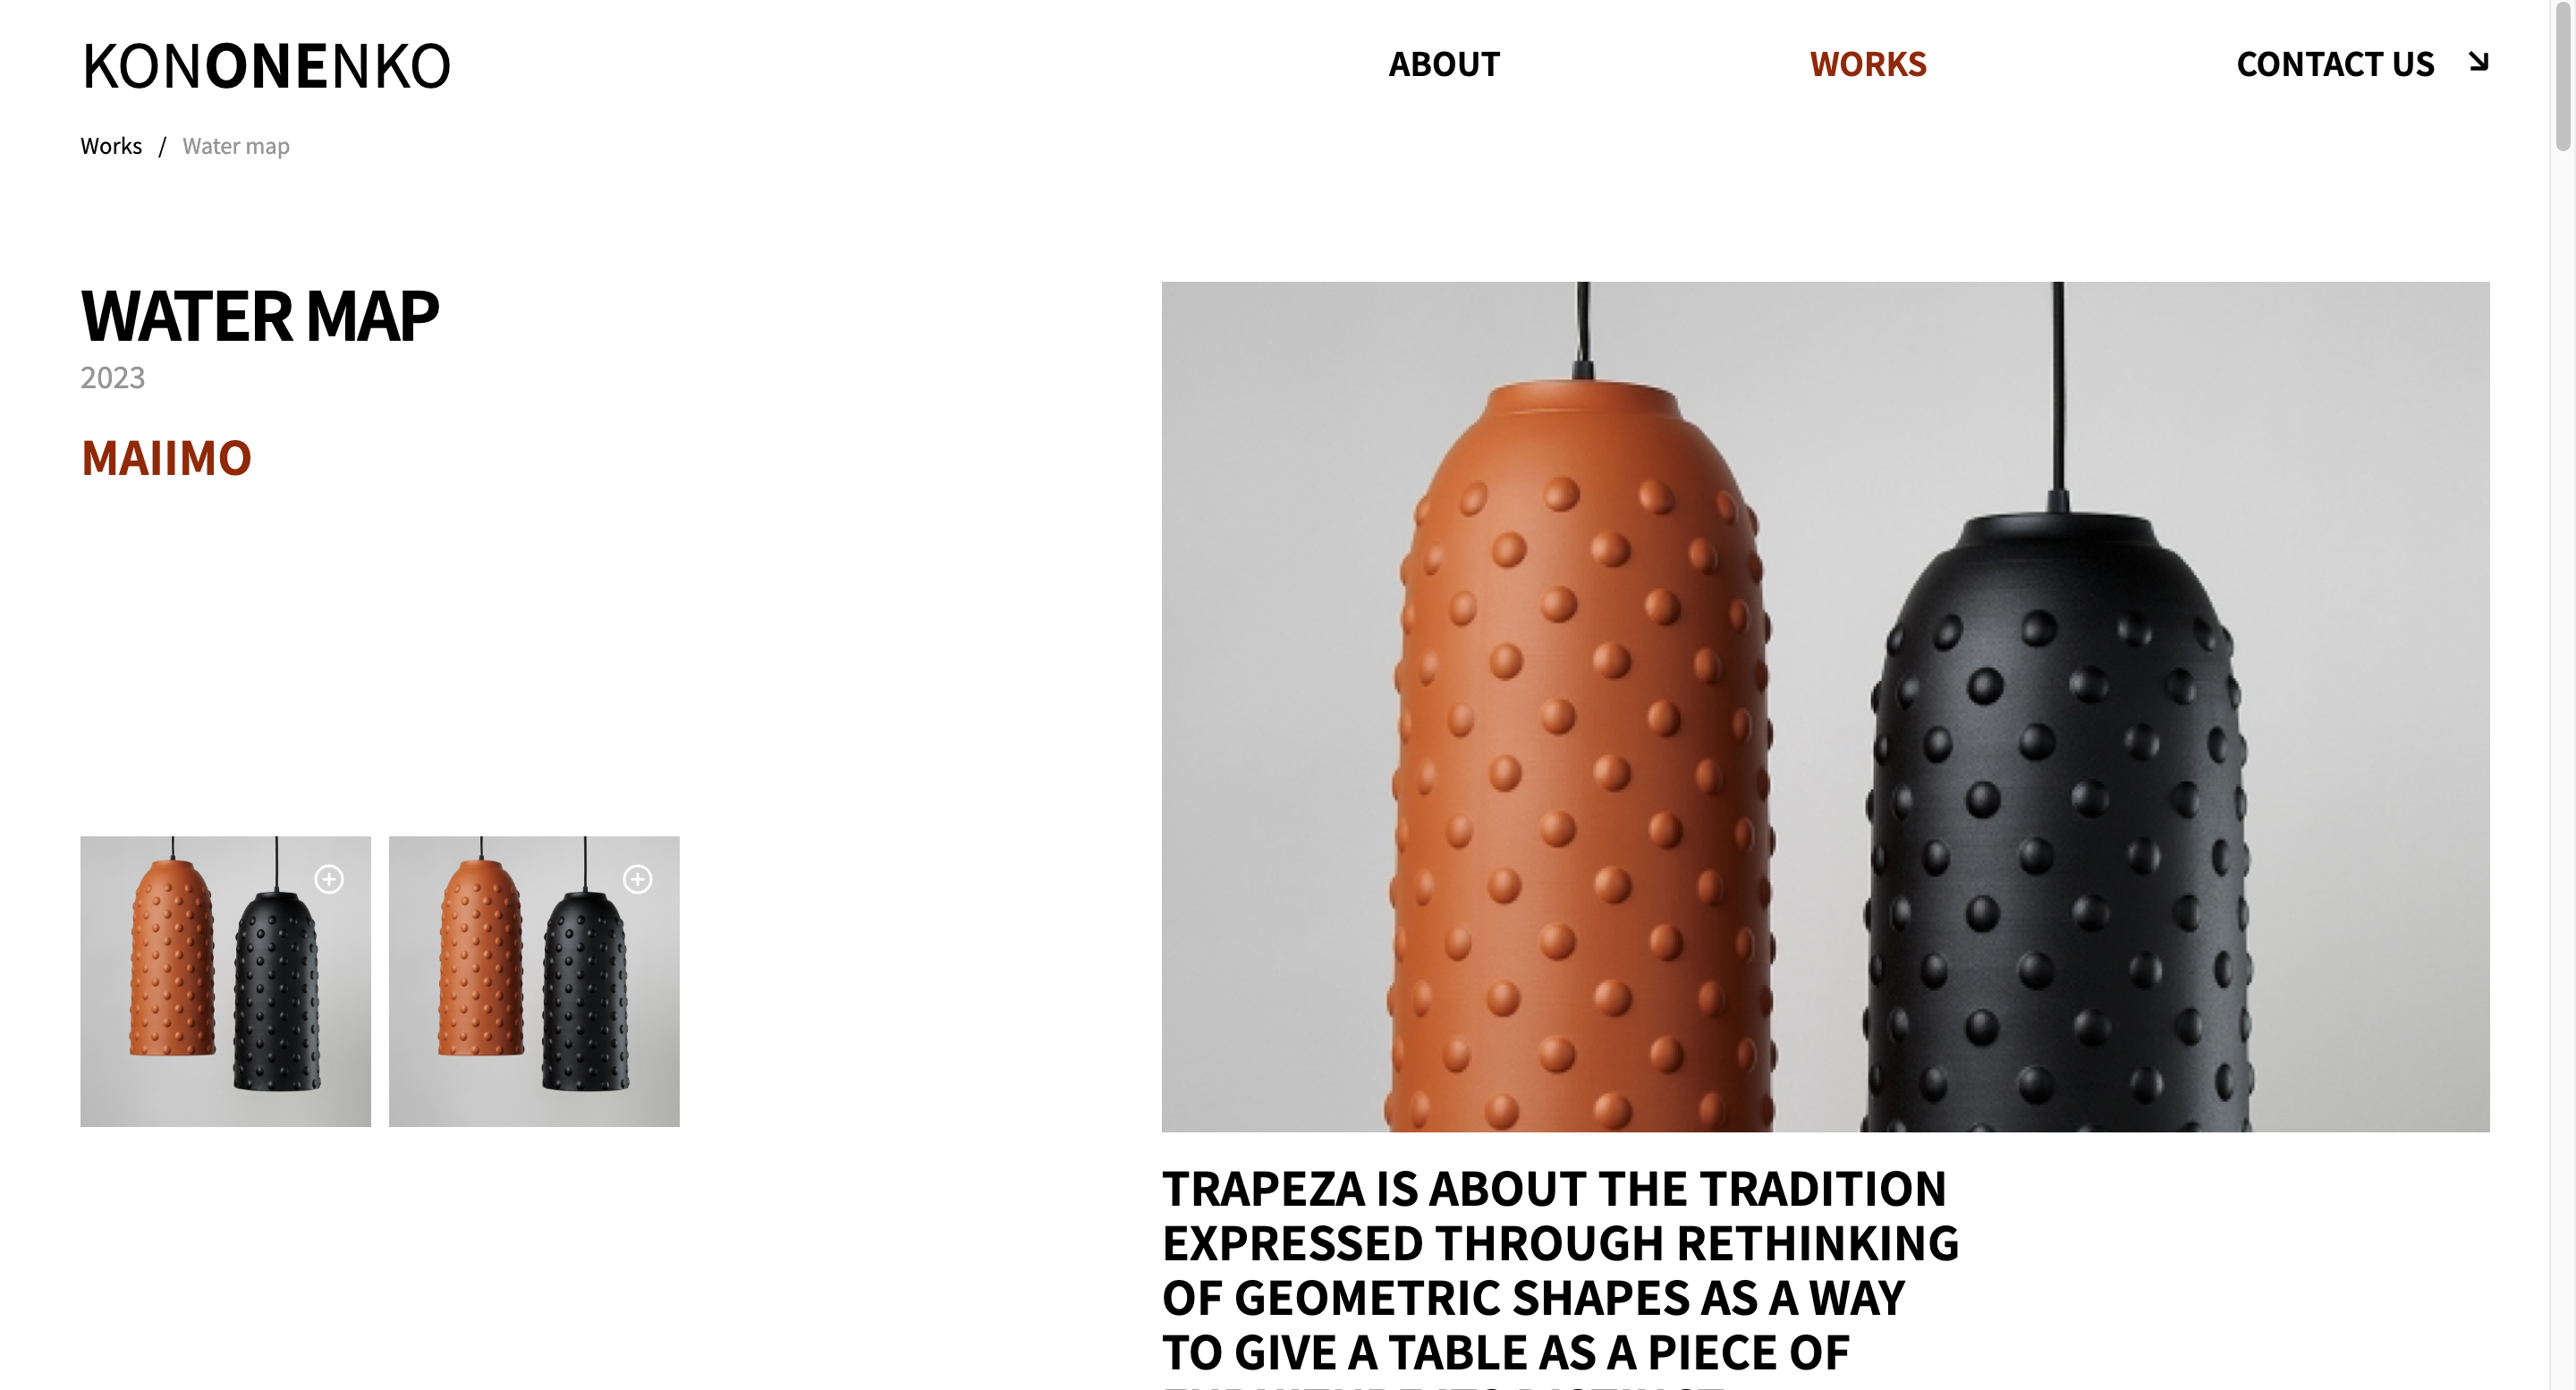 KONONENKO
ABOUT
WORKS
CONTACT US
Works / Water map
WATER MAP
2023
MAIIMO
TRAPEZA IS ABOUT THE TRADITION
EXPRESSED THROUGH RETHINKING
OF GEOMETRIC SHAPES AS A WAY
TO GIVE A TABLE AS A PIECE OF